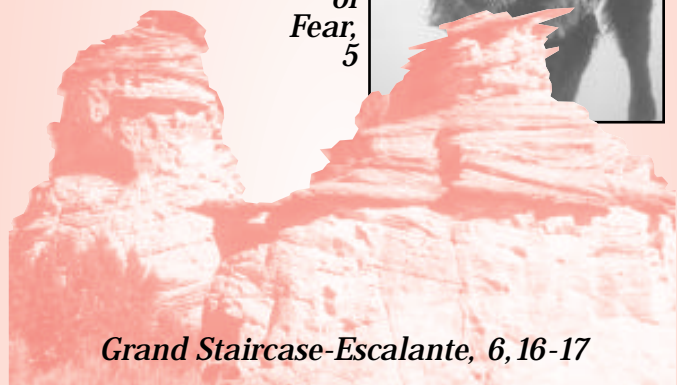 of
Fear,
5
Grand Staircase-Escalante, 6,16-17